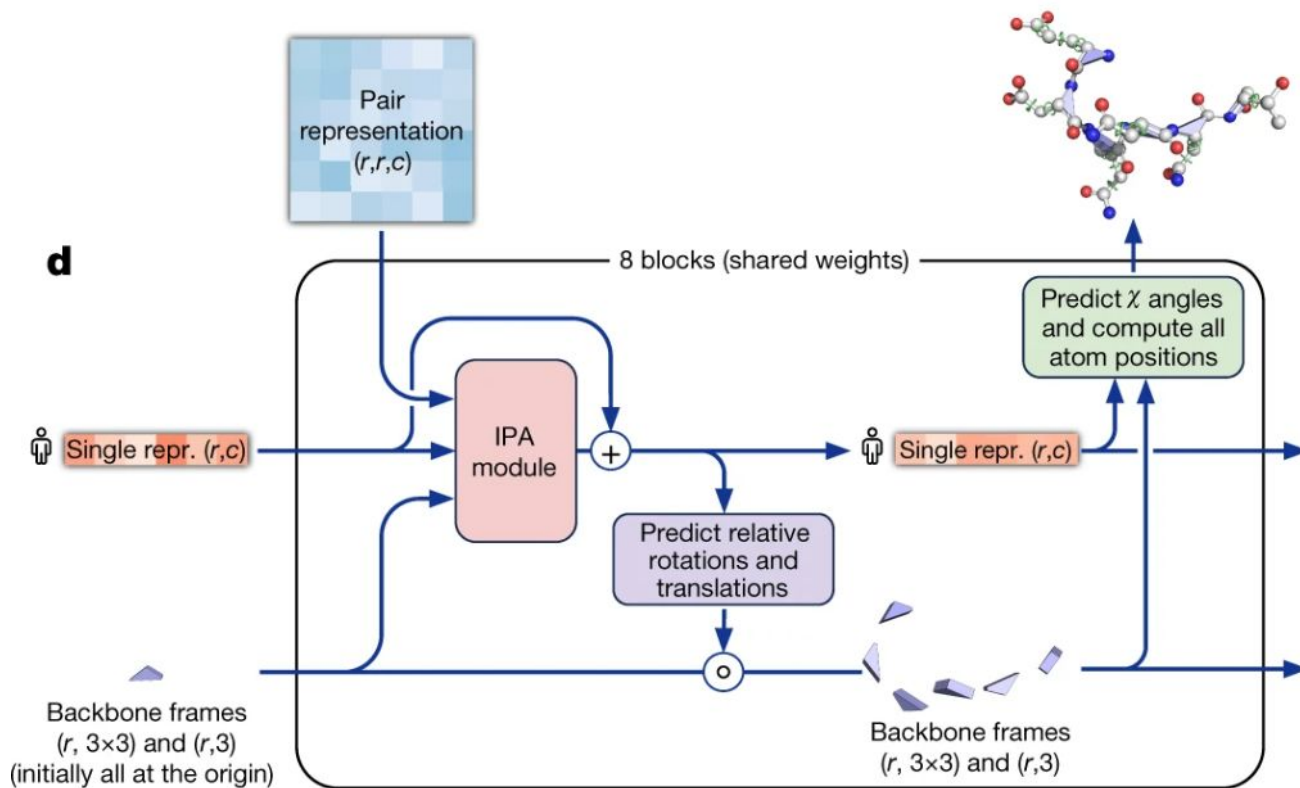 Pair
representation
(r,r,c)
d
8 blocks (shared weights)
Predict χ angles
and compute all
atom positions
Single repr. (r,c)
IPA
module
+
Single repr. (r,c)
Predict relative
rotations and
translations
Backbone frames
(r, 3×3) and (r,3)
(initially all at the origin)
Backbone frames
(r, 3×3) and (r,3)